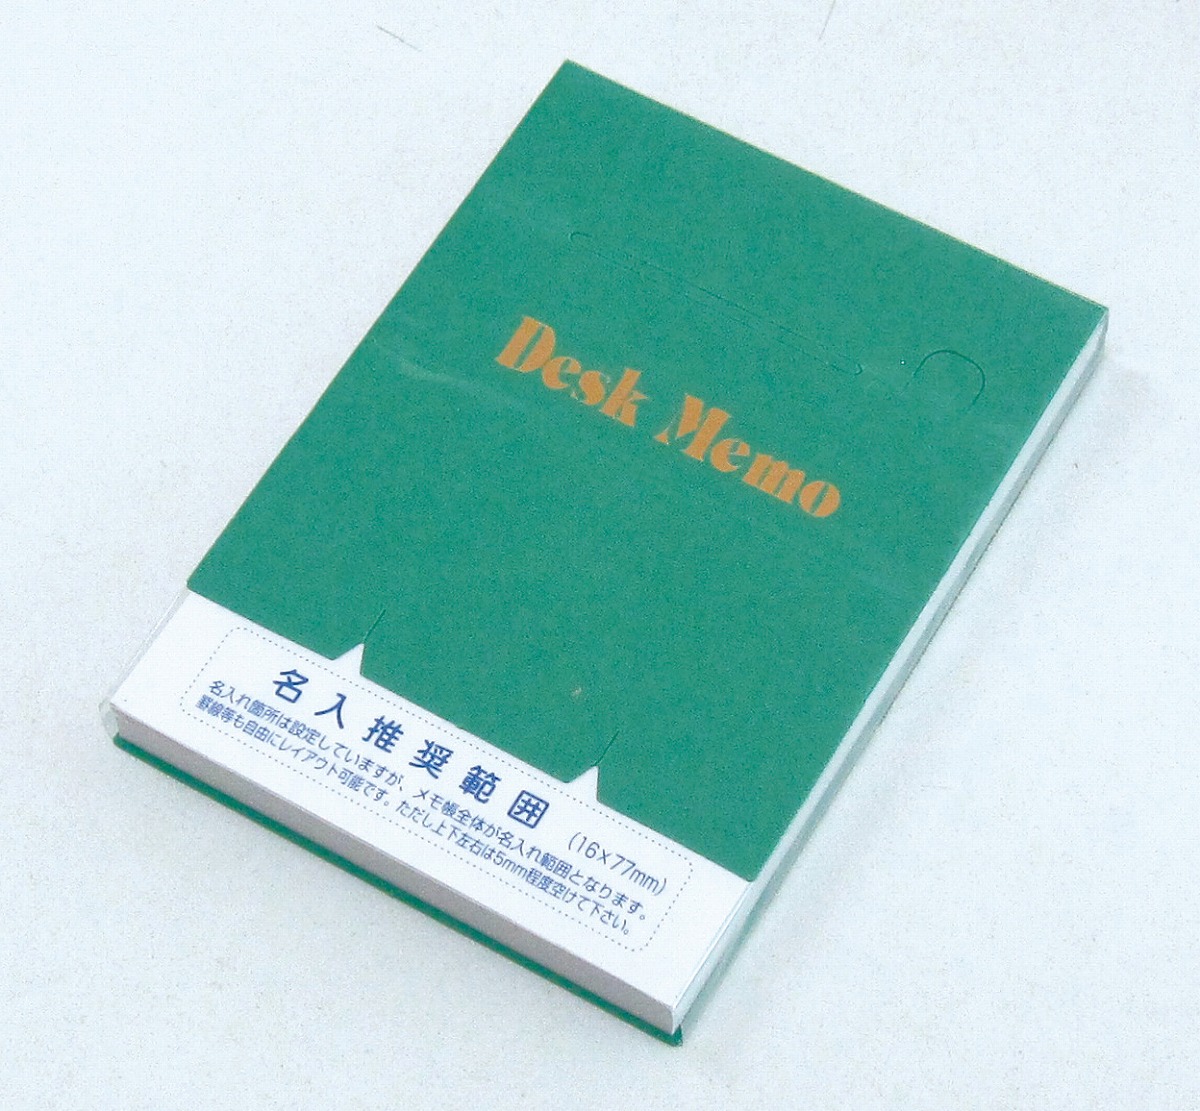 Desk Memo
名入推奨範囲 (16×77mm)
名入れ箇所は設定していますが、メモ帳全体が名入れ範囲となります。
罫線等も自由にレイアウト可能です。ただし上下左右は5mm程度空けて下さい。